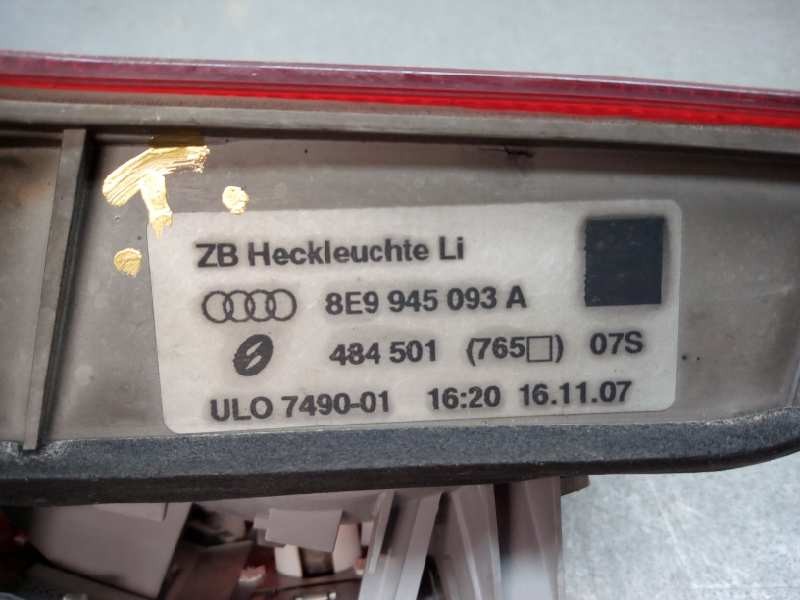 T.
ZB Heckleuchte Li
8E9 945 093 A
484 501 (765□) 07S
ULO 7490-01 16:20 16.11.07